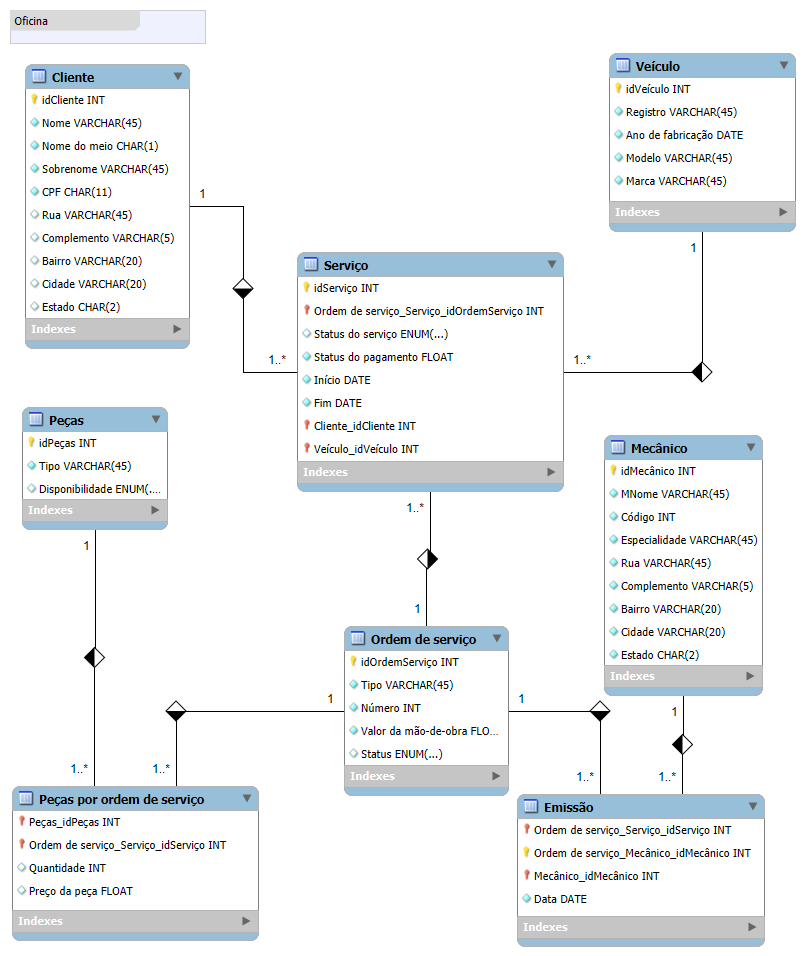 Oficina
Cliente
idCliente INT
Nome VARCHAR(45)
Nome do meio CHAR(1)
Sobrenome VARCHAR(45)
CPF CHAR(11)
Rua VARCHAR(45)
Complemento VARCHAR(5)
Bairro VARCHAR(20)
Cidade VARCHAR(20)
Estado CHAR(2)
Indexes
Veículo
idVeículo INT
Registro VARCHAR(45)
Ano de fabricação DATE
Modelo VARCHAR(45)
Marca VARCHAR(45)
Indexes
1
1
Serviço
idServiço INT
Ordem de serviço_Serviço_idOrdemServiço INT
Status do serviço ENUM(...)
Status do pagamento FLOAT
Início DATE
Fim DATE
Cliente_idCliente INT
Veículo_idVeículo INT
Indexes
1..*
1..*
Peças
idPeças INT
Tipo VARCHAR(45)
Disponibilidade ENUM(....
Indexes
Mecânico
idMecânico INT
MNome VARCHAR(45)
Código INT
Especialidade VARCHAR(45)
Rua VARCHAR(45)
Complemento VARCHAR(5)
Bairro VARCHAR(20)
Cidade VARCHAR(20)
Estado CHAR(2)
Indexes
1..*
1
1
Ordem de serviço
idOrdemServiço INT
Tipo VARCHAR(45)
Número INT
Valor da mão-de-obra FLO...
Status ENUM(...)
Indexes
1
1
1
1..*
1..*
1..*
1..*
Peças por ordem de serviço
Peças_idPeças INT
Ordem de serviço_Serviço_idServiço INT
Quantidade INT
Preço da peça FLOAT
Indexes
Emissão
Ordem de serviço_Serviço_idServiço INT
Ordem de serviço_Mecânico_idMecânico INT
Mecânico_idMecânico INT
Data DATE
Indexes